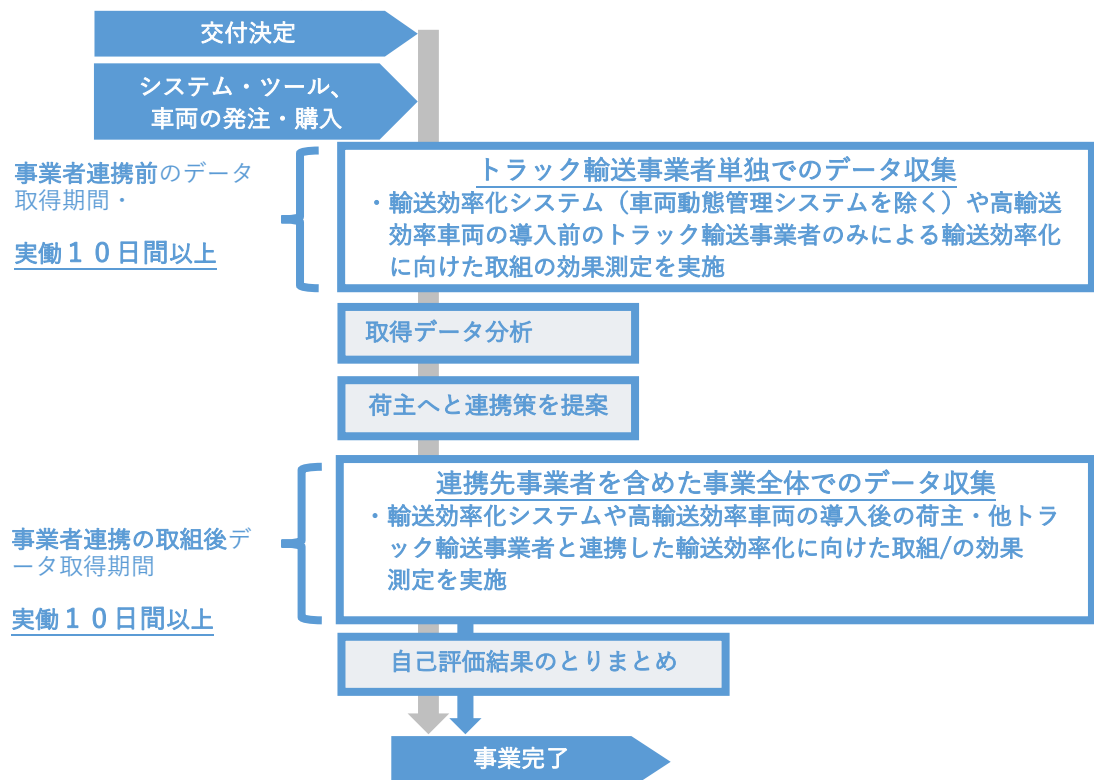 交付決定
システム・ツール、
車両の発注・購入
事業者連携前のデータ
取得期間・
実働１０日間以上
トラック輸送事業者単独でのデータ収集
・輸送効率化システム（車両動態管理システムを除く）や高輸送
効率車両の導入前のトラック輸送事業者のみによる輸送効率化
に向けた取組の効果測定を実施
取得データ分析
荷主へと連携策を提案
事業者連携の取組後デ
ータ取得期間
実働１０日間以上
連携先事業者を含めた事業全体でのデータ収集
・輸送効率化システムや高輸送効率車両の導入後の荷主・他トラ
ック輸送事業者と連携した輸送効率化に向けた取組/の効果
測定を実施
自己評価結果のとりまとめ
事業完了